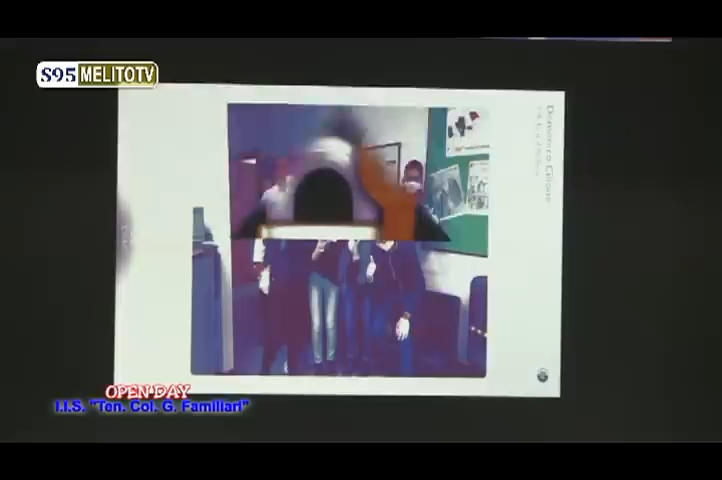 S95 MELITOTV
OPEN DAY
I.I.S. "Ten. Col. G. Familiari"